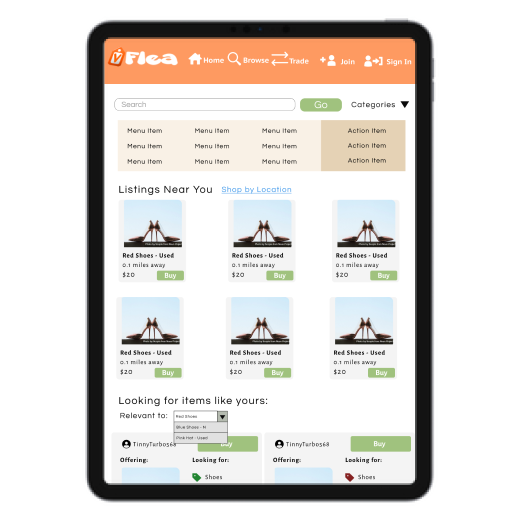 Flea Home Browse Trade Join Sign In
Search Go Categories
Menu Item Menu Item Menu Item Action Item
Menu Item Menu Item Menu Item Action Item
Menu Item Menu Item Menu Item Action Item
Listings Near You Shop by Location
Red Shoes - Used Red Shoes - Used Red Shoes - Used
0.1 miles away 0.1 miles away 0.1 miles away
$20 Buy $20 Buy $20 Buy
Red Shoes - Used Red Shoes - Used Red Shoes - Used
0.1 miles away 0.1 miles away 0.1 miles away
$20 Buy $20 Buy $20 Buy
Looking for items like yours:
Relevant to: Red Shoes
Blue Shoes - N
Pink Hat - Used
TinnyTurbo568 Buy TinnyTurbo568 Buy
Offering: Looking for: Offering: Looking for:
Shoes Shoes